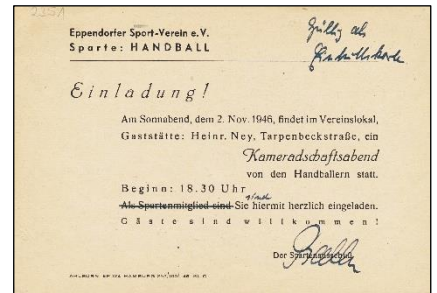 Eppendorfer Sport-Verein e.V.
Sparte: HANDBALL
gültig als
Eintrittskarte
Einladung!
Am Sonnabend, dem 2. Nov. 1946, findet im Vereinslokal,
Gaststätte: Heinr. Ney, Tarpenbeckstraße, ein
Kameradschaftsabend
von den Handballern statt.
Beginn: 18.30 Uhr
sind
Als Spartenmitglied sind Sie hiermit herzlich eingeladen.
Gäste sind willkommen!
Der Spartenausschuß